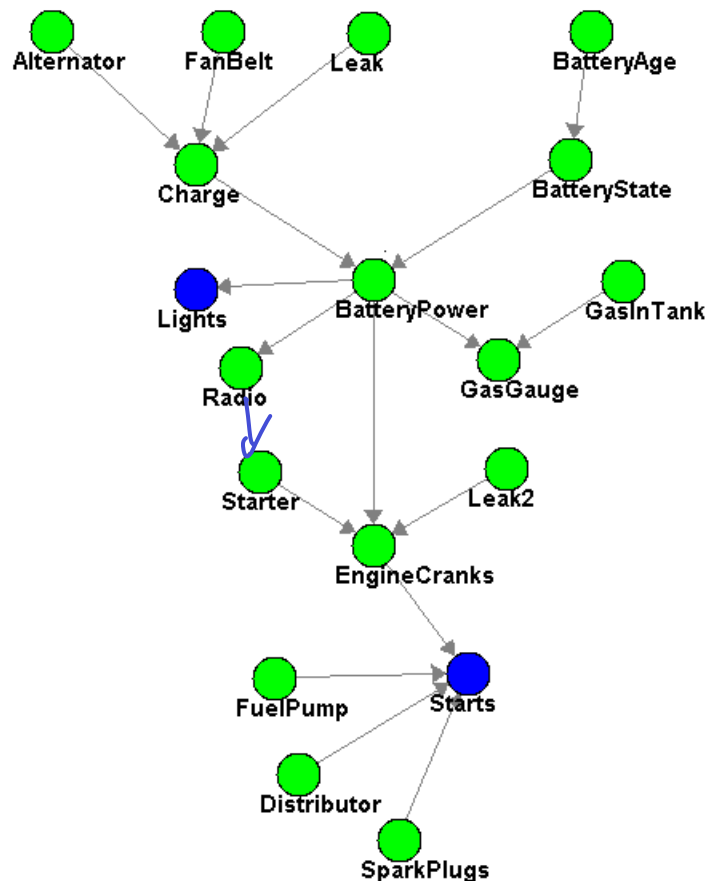 Alternator
FanBelt
Leak
BatteryAge
Charge
BatteryState
Lights
BatteryPower
GasInTank
Radio
GasGauge
Starter
Leak2
EngineCranks
FuelPump
Starts
Distributor
SparkPlugs